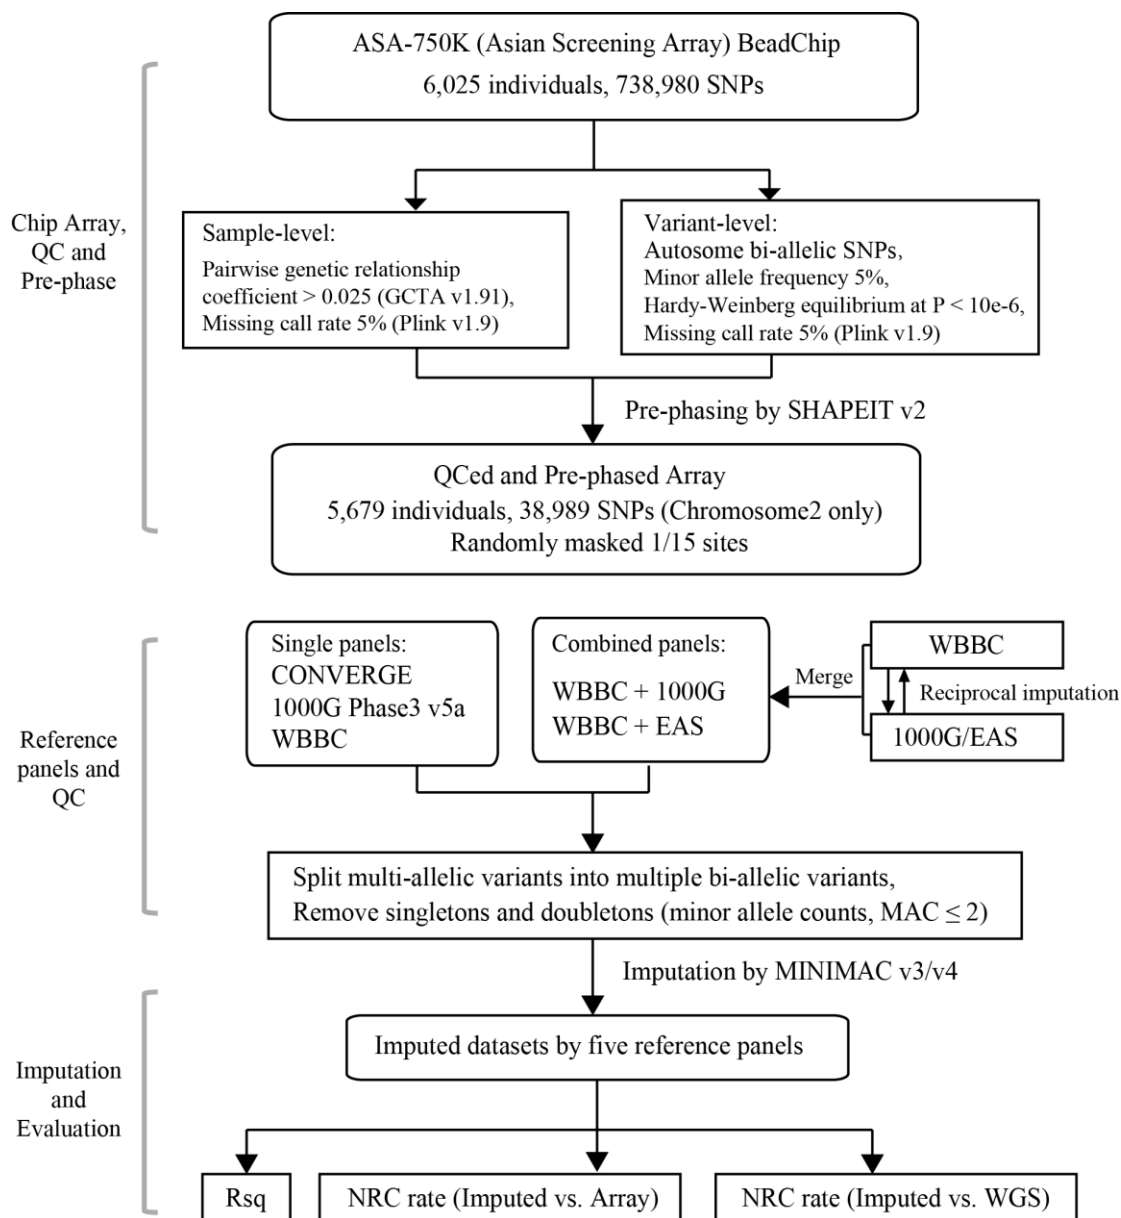 ASA-750K (Asian Screening Array) BeadChip
6,025 individuals, 738,980 SNPs
Chip Array,
QC and
Pre-phase
Sample-level:
Pairwise genetic relationship
coefficient > 0.025 (GCTA v1.91),
Missing call rate 5% (Plink v1.9)
Variant-level:
Autosome bi-allelic SNPs,
Minor allele frequency 5%,
Hardy-Weinberg equilibrium at P < 10e-6,
Missing call rate 5% (Plink v1.9)
Pre-phasing by SHAPEIT v2
QCed and Pre-phased Array
5,679 individuals, 38,989 SNPs (Chromosome2 only)
Randomly masked 1/15 sites
Reference
panels and
QC
Single panels:
CONVERGE
1000G Phase3 v5a
WBBC
Combined panels:
WBBC + 1000G
WBBC + EAS
Merge
WBBC
Reciprocal imputation
1000G/EAS
Split multi-allelic variants into multiple bi-allelic variants,
Remove singletons and doubletons (minor allele counts, MAC ≤ 2)
Imputation by MINIMAC v3/v4
Imputation
and
Evaluation
Imputed datasets by five reference panels
Rsq
NRC rate (Imputed vs. Array)
NRC rate (Imputed vs. WGS)